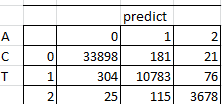 predict
A 0 1 2
C 0 33898 181 21
T 1 304 10783 76
2 25 115 3678